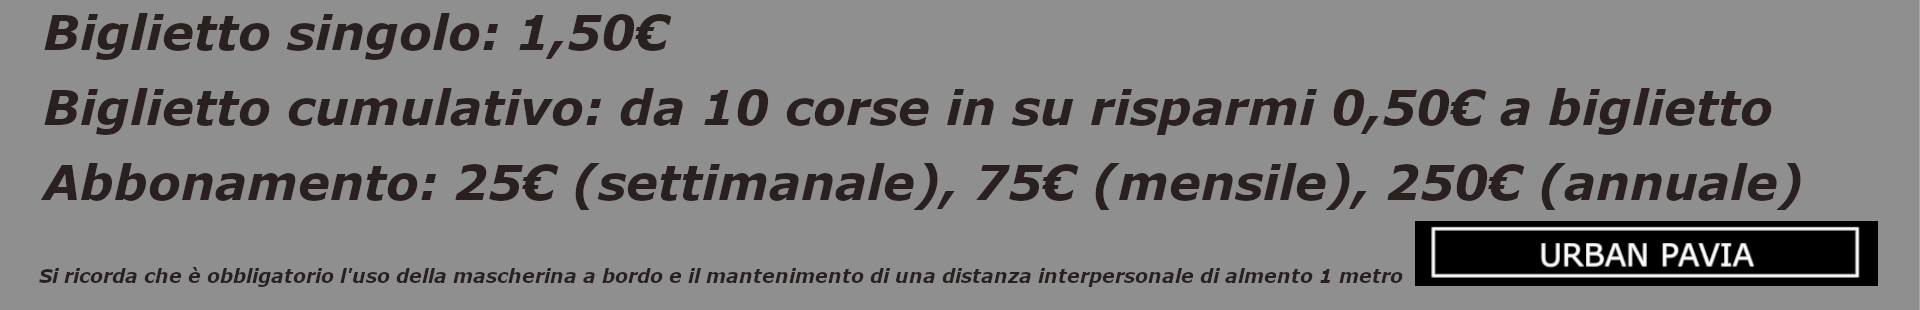 Biglietto singolo: 1,50€
Biglietto cumulativo: da 10 corse in su risparmi 0,50€ a biglietto
Abbonamento: 25€ (settimanale), 75€ (mensile), 250€ (annuale)
Si ricorda che è obbligatorio l'uso della mascherina a bordo e il mantenimento di una distanza interpersonale di almento 1 metro
URBAN PAVIA